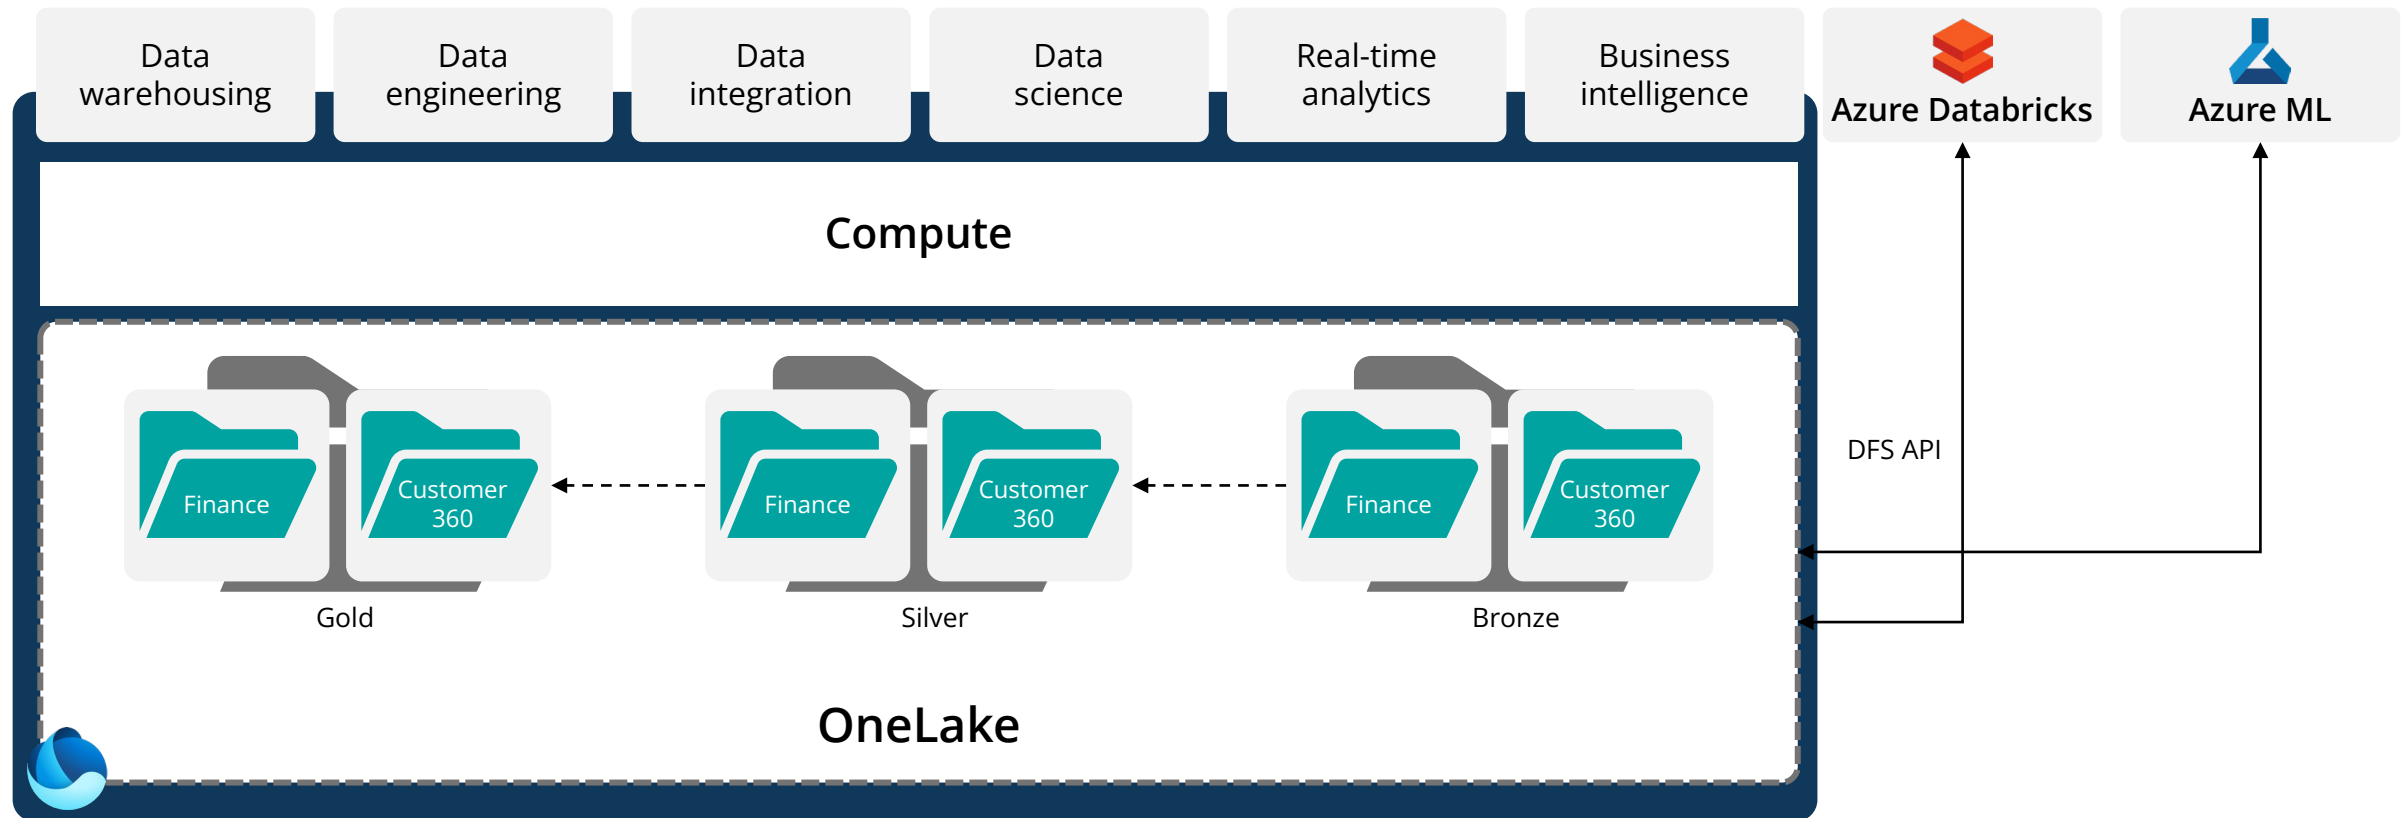 Data
warehousing
Data
engineering
Data
integration
Data
science
Real-time
analytics
Business
intelligence
Azure Databricks
Azure ML
Compute
DFS API
Finance
Customer
360
Finance
Customer
360
Finance
Customer
360
Gold
Silver
Bronze
OneLake